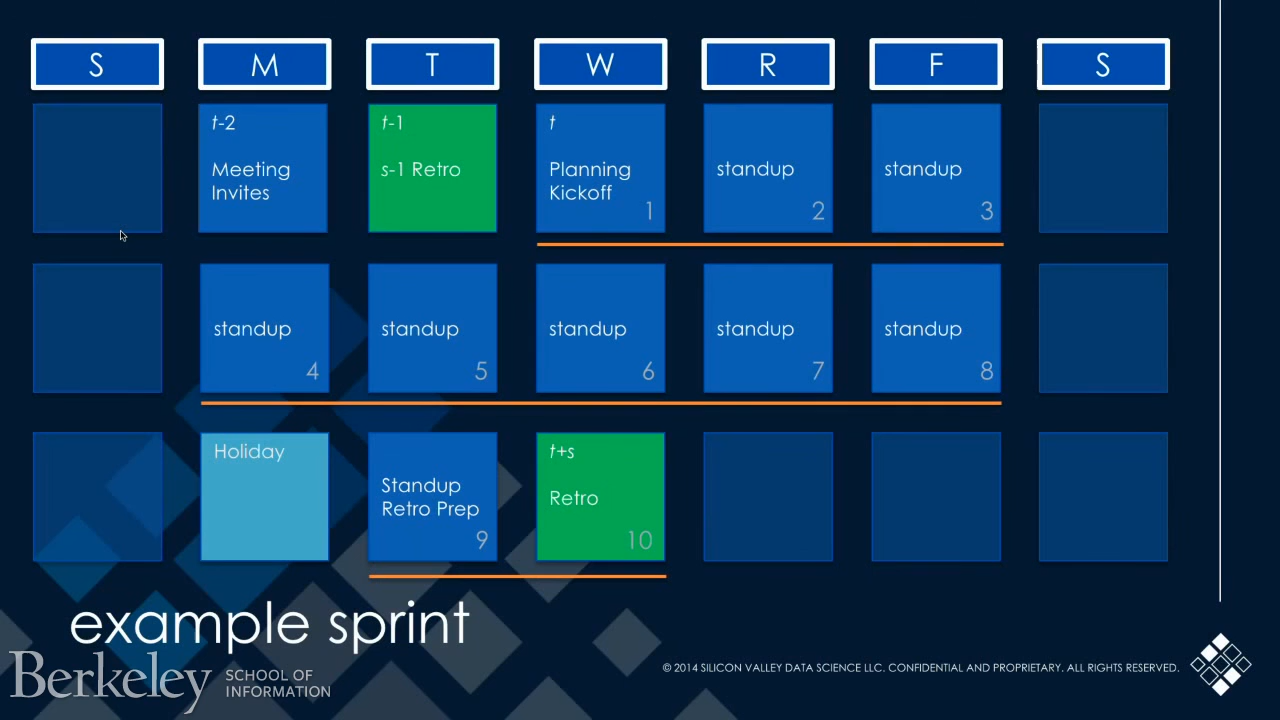 S M T W R F S
t-2 t-1 t
Meeting Invites s-1 Retro Planning Kickoff standup standup
1 2 3
standup standup standup standup standup
4 5 6 7 8
Holiday t+s
Standup Retro Prep Retro
9 10
example sprint
Berkeley SCHOOL OF INFORMATION
© 2014 SILICON VALLEY DATA SCIENCE LLC. CONFIDENTIAL AND PROPRIETARY. ALL RIGHTS RESERVED.